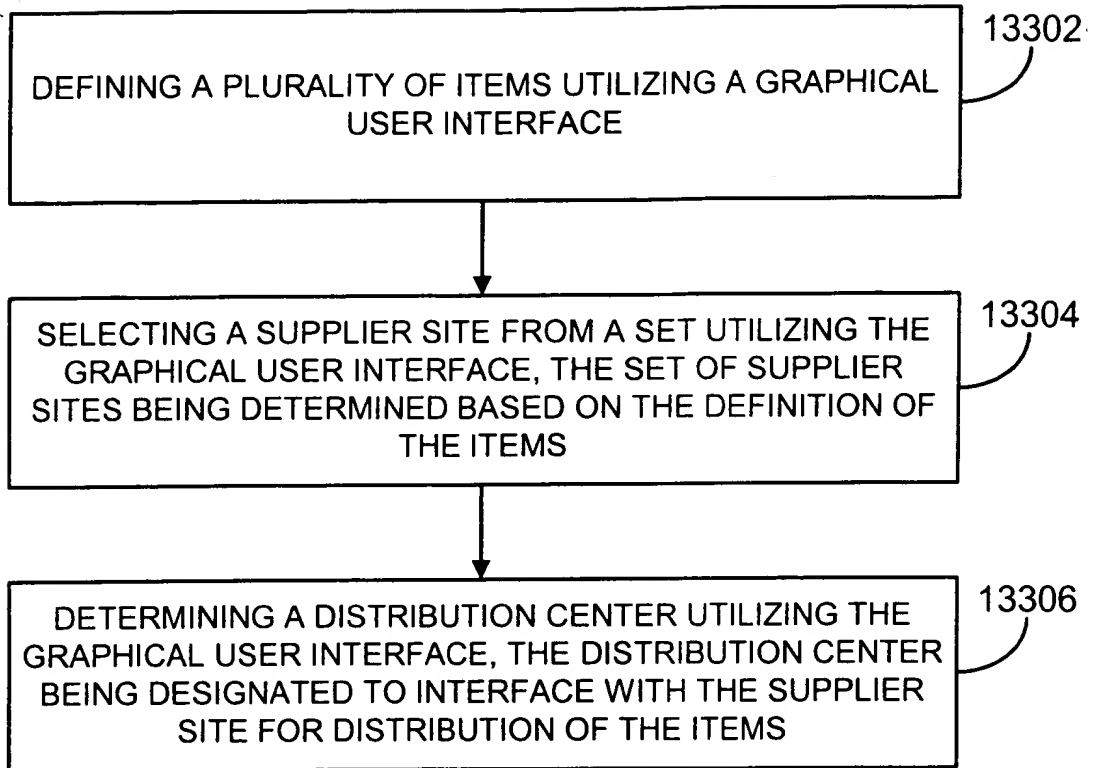 13302
DEFINING A PLURALITY OF ITEMS UTILIZING A GRAPHICAL
USER INTERFACE
13304
SELECTING A SUPPLIER SITE FROM A SET UTILIZING THE
GRAPHICAL USER INTERFACE, THE SET OF SUPPLIER
SITES BEING DETERMINED BASED ON THE DEFINITION OF
THE ITEMS
13306
DETERMINING A DISTRIBUTION CENTER UTILIZING THE
GRAPHICAL USER INTERFACE, THE DISTRIBUTION CENTER
BEING DESIGNATED TO INTERFACE WITH THE SUPPLIER
SITE FOR DISTRIBUTION OF THE ITEMS